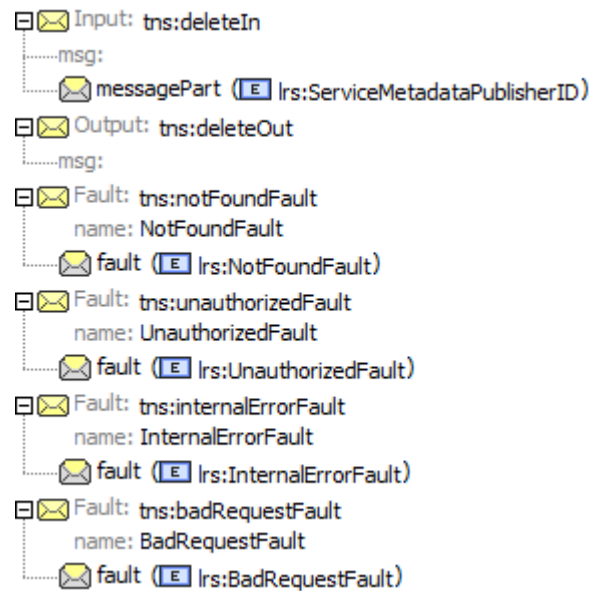 Input: tns:deleteIn
msg:
messagePart (E lrs:ServiceMetadataPublisherID)
Output: tns:deleteOut
msg:
Fault: tns:notFoundFault
name: NotFoundFault
fault (E lrs:NotFoundFault)
Fault: tns:unauthorizedFault
name: UnauthorizedFault
fault (E lrs:UnauthorizedFault)
Fault: tns:internalErrorFault
name: InternalErrorFault
fault (E lrs:InternalErrorFault)
Fault: tns:badRequestFault
name: BadRequestFault
fault (E lrs:BadRequestFault)